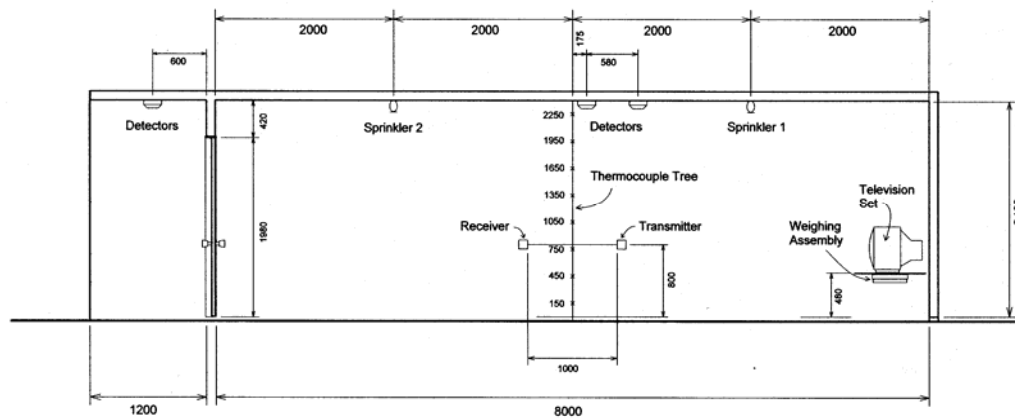 2000
2000
2000
2000
175
600
580
420
Detectors
Sprinkler 2
Detectors
Sprinkler 1
2250
1950
1650
1350
1050
750
450
150
Thermocouple Tree
Television
Set
Receiver
Transmitter
Weighing
Assembly
1980
800
480
1000
1200
8000